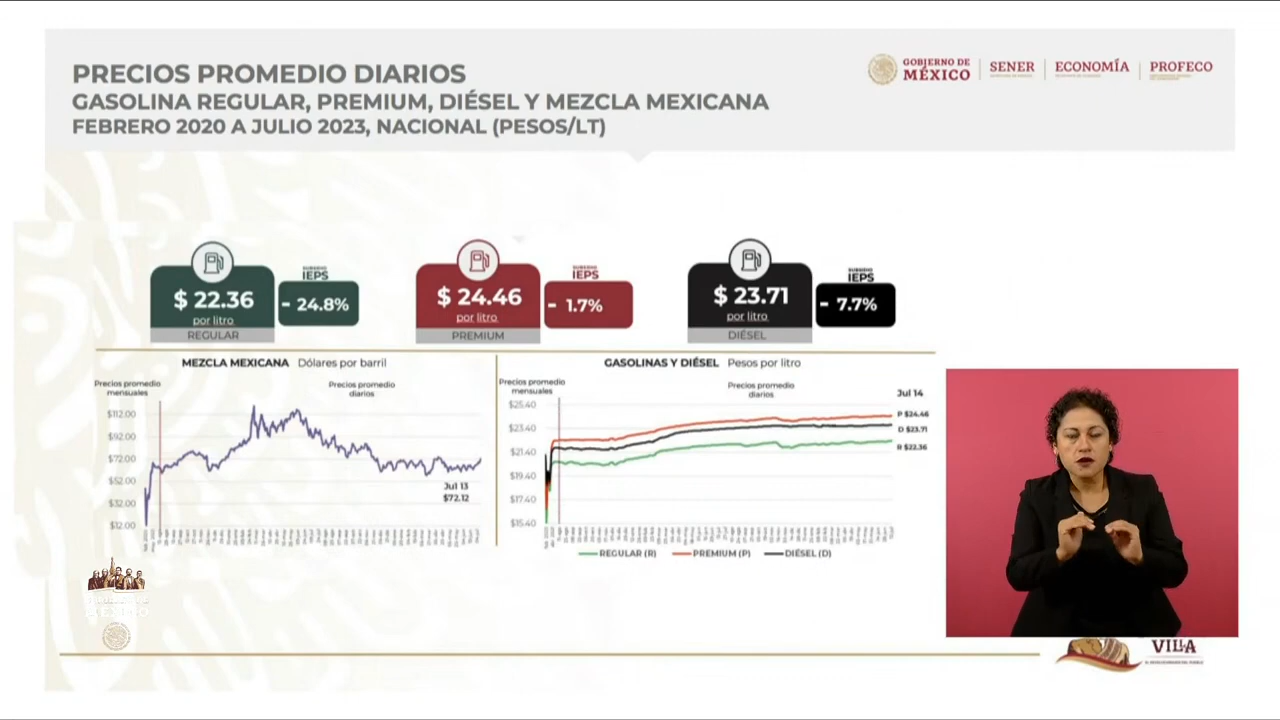 PRECIOS PROMEDIO DIARIOS
GASOLINA REGULAR, PREMIUM, DIÉSEL Y MEZCLA MEXICANA
FEBRERO 2020 A JULIO 2023, NACIONAL (PESOS/LT)
GOBIERNO DE
MÉXICO
SENER
ECONOMÍA
PROFECO
$ 22.36
por litro
REGULAR
SUBSIDIO
IEPS
- 24.8%
$ 24.46
por litro
PREMIUM
SUBSIDIO
IEPS
- 1.7%
$ 23.71
por litro
DIÉSEL
SUBSIDIO
IEPS
- 7.7%
MEZCLA MEXICANA Dólares por barril
Precios promedio
mensuales
Precios promedio
diarios
$112.00
$92.00
$72.00
$52.00
$32.00
$12.00
Jul 13
$72.12
GASOLINAS Y DIÉSEL Pesos por litro
Precios promedio
mensuales
Precios promedio
diarios
$25.40
$23.40
$21.40
$19.40
$17.40
$15.40
Jul 14
P $24.46
D $23.71
R $22.36
REGULAR (R)
PREMIUM (P)
DIÉSEL (D)
MÉXICO
VILLA
EL REVOLUCIONARIO DEL PUEBLO